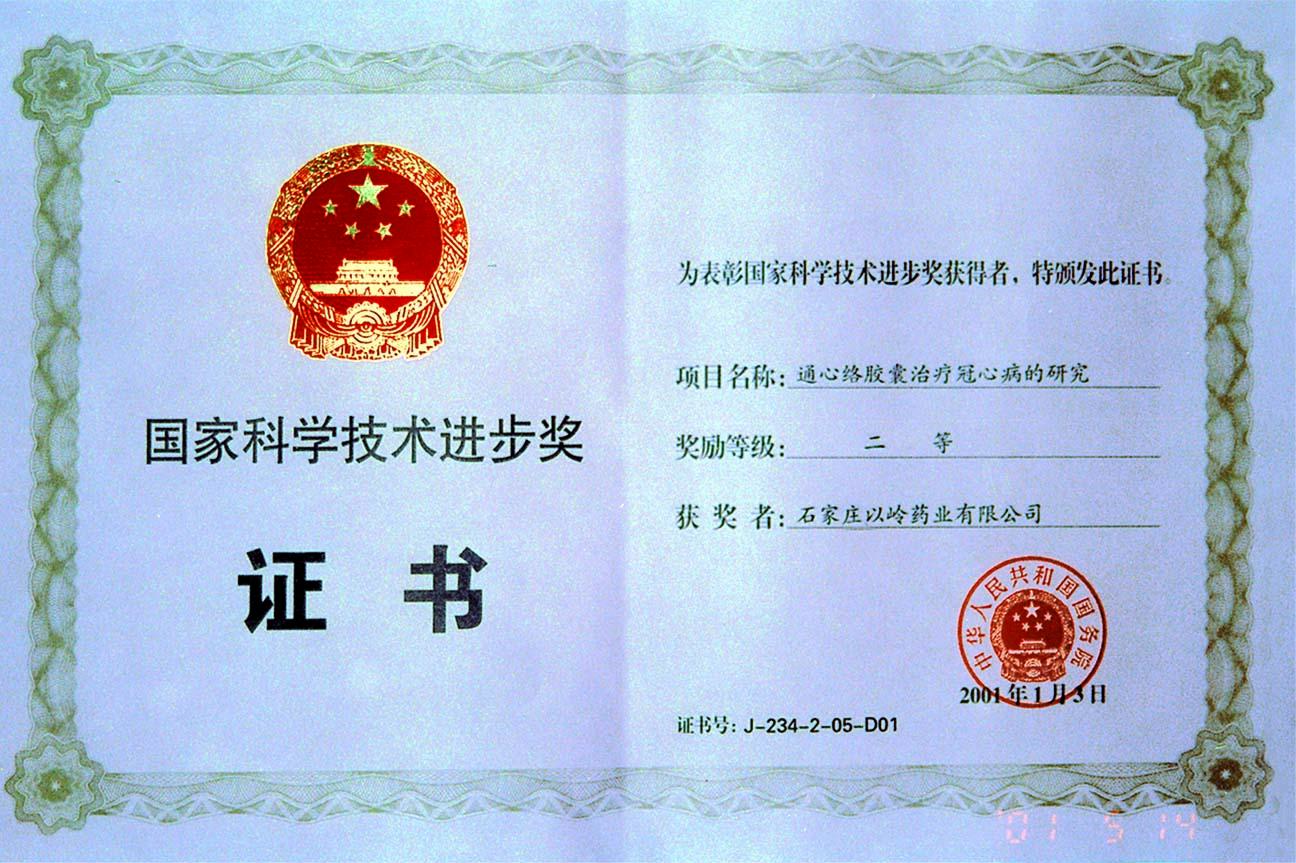 国家科学技术进步奖
证 书
为表彰国家科学技术进步奖获得者，特颁发此证书。
项目名称：通心络胶囊治疗冠心病的研究
奖励等级：二 等
获 奖 者：石家庄以岭药业有限公司
中华人民共和国国务院
2001年1月3日
证书号：J-234-2-05-D01
'01 5 14